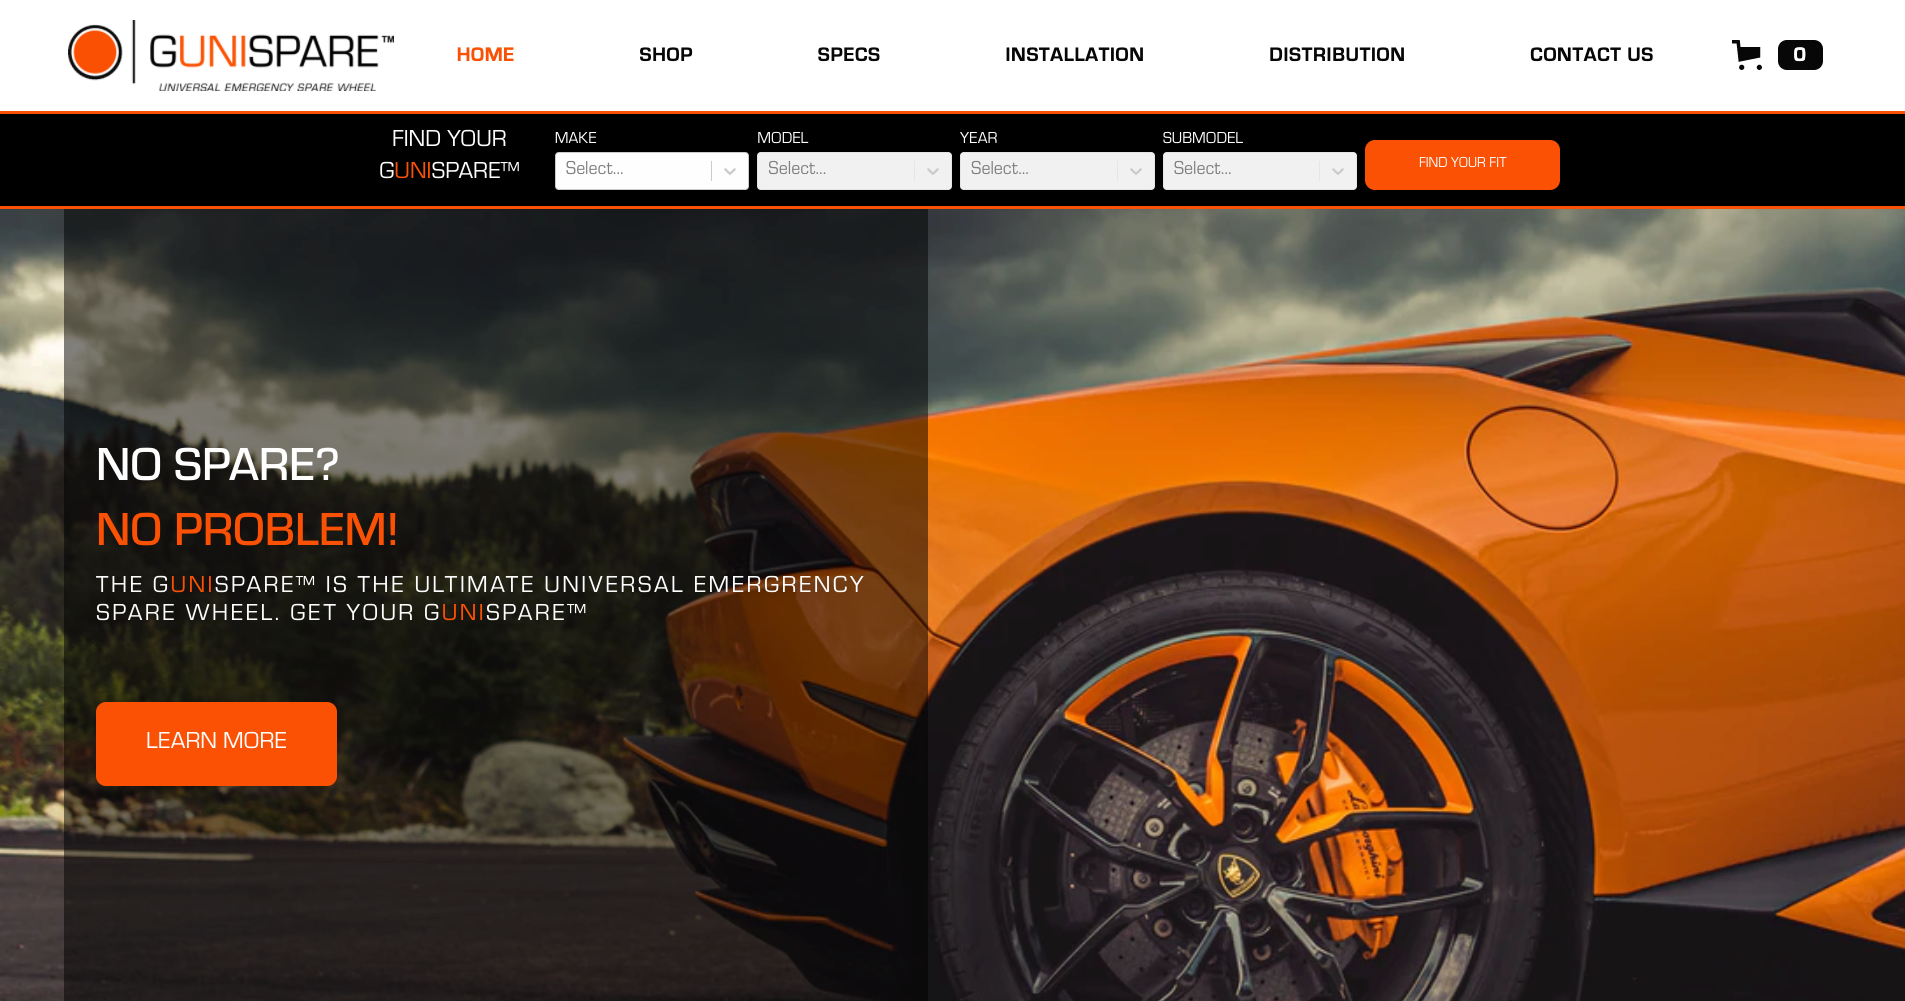 GUNISPARE™
UNIVERSAL EMERGENCY SPARE WHEEL
HOME
SHOP
SPECS
INSTALLATION
DISTRIBUTION
CONTACT US
0
FIND YOUR
GUNISPARE™
MAKE
Select...
MODEL
Select...
YEAR
Select...
SUBMODEL
Select...
FIND YOUR FIT
NO SPARE?
NO PROBLEM!
THE GUNISPARE™ IS THE ULTIMATE UNIVERSAL EMERGRENCY
SPARE WHEEL. GET YOUR GUNISPARE™
LEARN MORE
Lamborghini